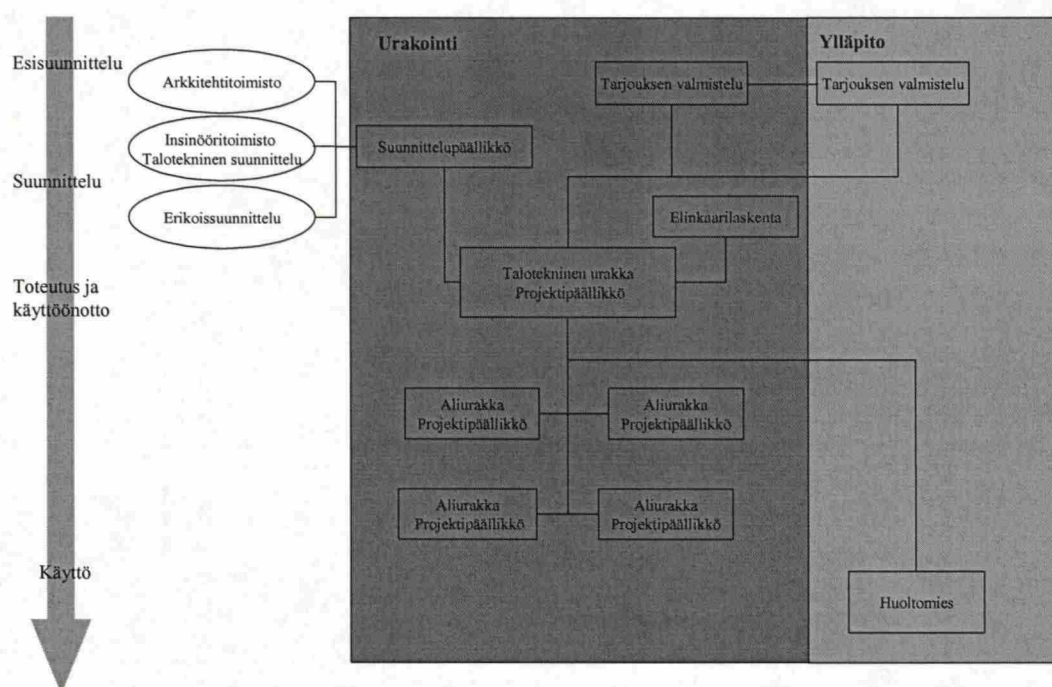 Urakointi
Ylläpito
Esisuunnittelu
Arkkitehtitoimisto
Tarjouksen valmistelu
Tarjouksen valmistelu
Insinööritoimisto
Talotekninen suunnittelu
Suunnittelupäällikkö
Suunnittelu
Erikoissuunnittelu
Elinkaarilaskenta
Toteutus ja
käyttöönotto
Talotekninen urakka
Projektipäällikkö
Aliurakka
Projektipäällikkö
Aliurakka
Projektipäällikkö
Aliurakka
Projektipäällikkö
Aliurakka
Projektipäällikkö
Käyttö
Huoltomies